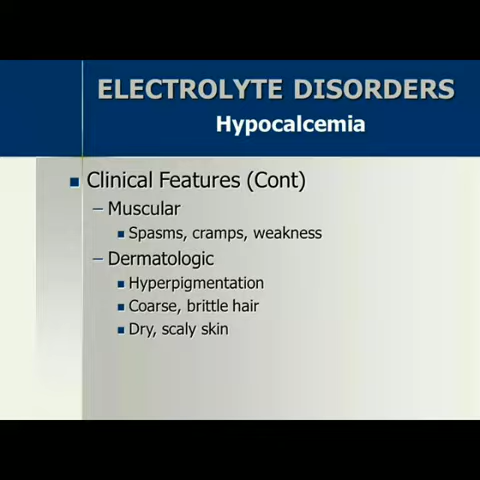 ELECTROLYTE DISORDERS
Hypocalcemia
Clinical Features (Cont)
– Muscular
Spasms, cramps, weakness
– Dermatologic
Hyperpigmentation
Coarse, brittle hair
Dry, scaly skin